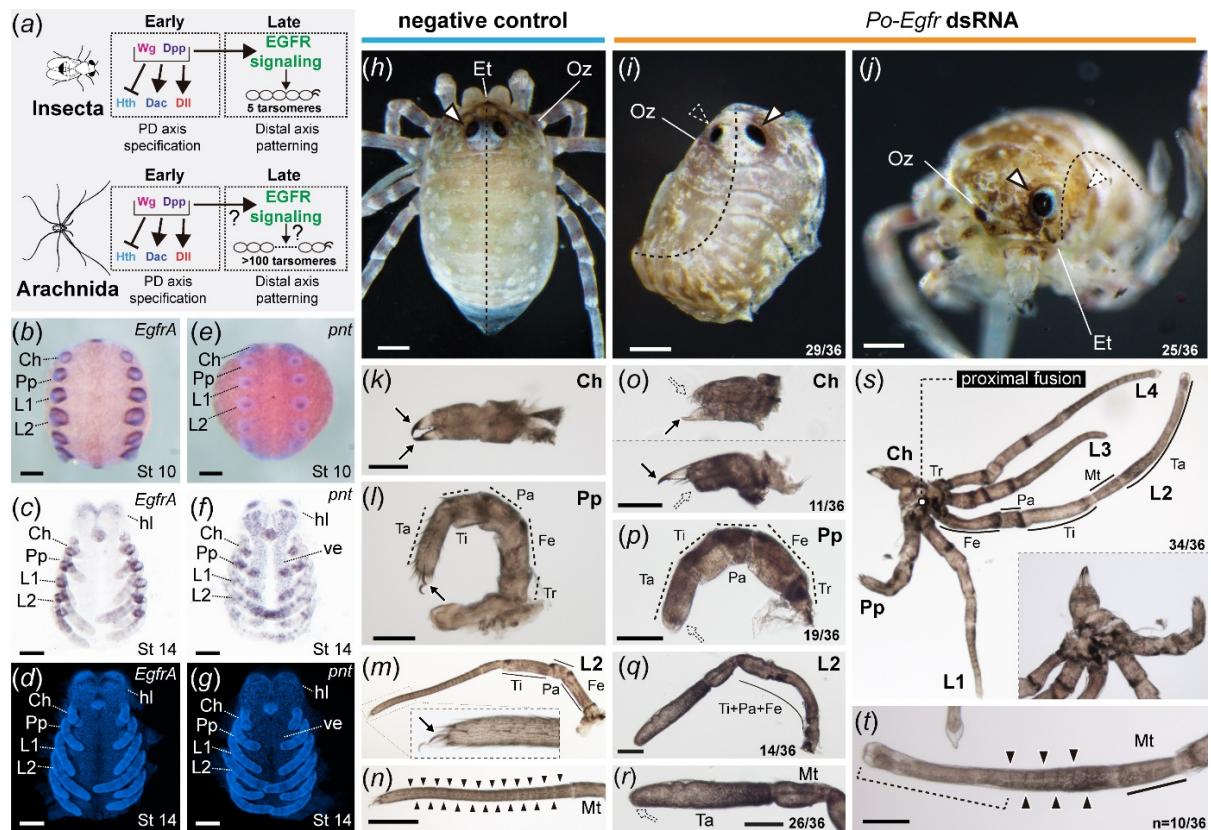 negative control
Po-Egfr dsRNA
(a)
Early
Late
Wg Dpp
EGFR
signaling
Hth Dac Dll
5 tarsomeres
Insecta
PD axis
specification
Distal axis
patterning
Early
Late
Wg Dpp
EGFR
signaling
? ?
Hth Dac Dll
>100 tarsomeres
Arachnida
PD axis
specification
Distal axis
patterning
(b) EgfrA
Ch
Pp
L1
L2
St 10
(e) pnt
Ch
Pp
L1
L2
St 10
(c) EgfrA
hl
Ch
Pp
L1
L2
St 14
(f) pnt
hl
Ch
Pp
ve
L1
L2
St 14
(d) EgfrA
hl
Ch
Pp
L1
L2
St 14
(g) pnt
hl
Ch
Pp
ve
L1
L2
St 14
(h) Et Oz
(i)
Oz
29/36
(j)
Oz
Et
25/36
(k) Ch
(l) Pp
Pa
Ta
Ti
Fe
Tr
(m) L2
Ti Pa Fe
(n)
Mt
(o) Ch
11/36
(p) Pp
Ti
Fe
Ta
Pa
Tr
19/36
(q) L2
Ti+Pa+Fe
14/36
(r) Mt
Ta
26/36
(s) proximal fusion
L4
Ch
L3
Tr
Mt
Ta
Pa
L2
Fe
Ti
34/36
Pp
L1
(t)
Mt
n=10/36